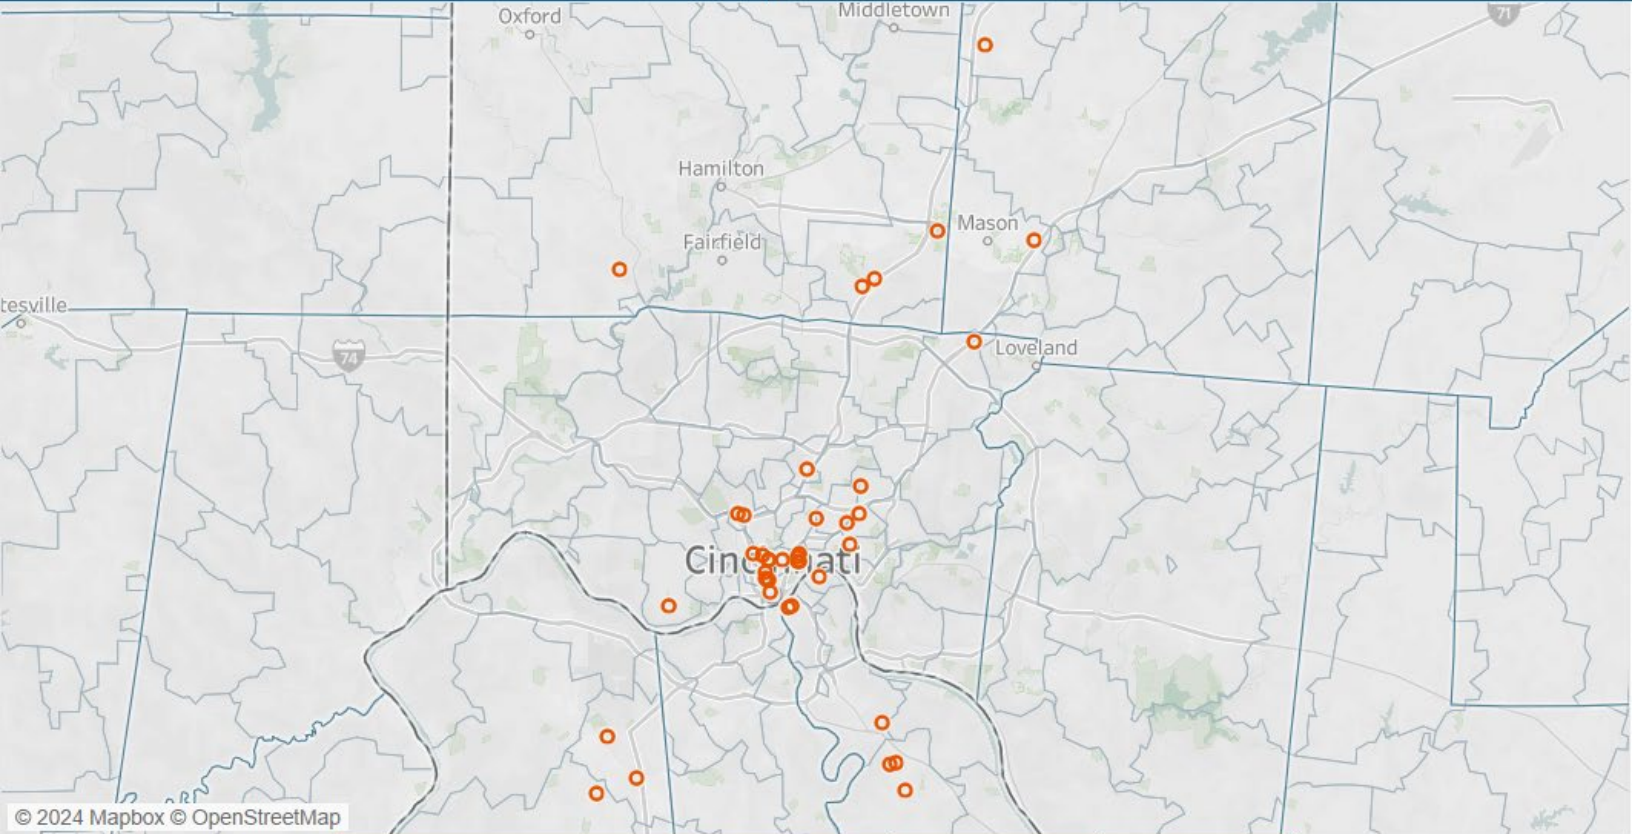 Oxford
Middletown
71
Hamilton
Mason
Fairfield
tesville
74
Loveland
Cincinnati
© 2024 Mapbox © OpenStreetMap